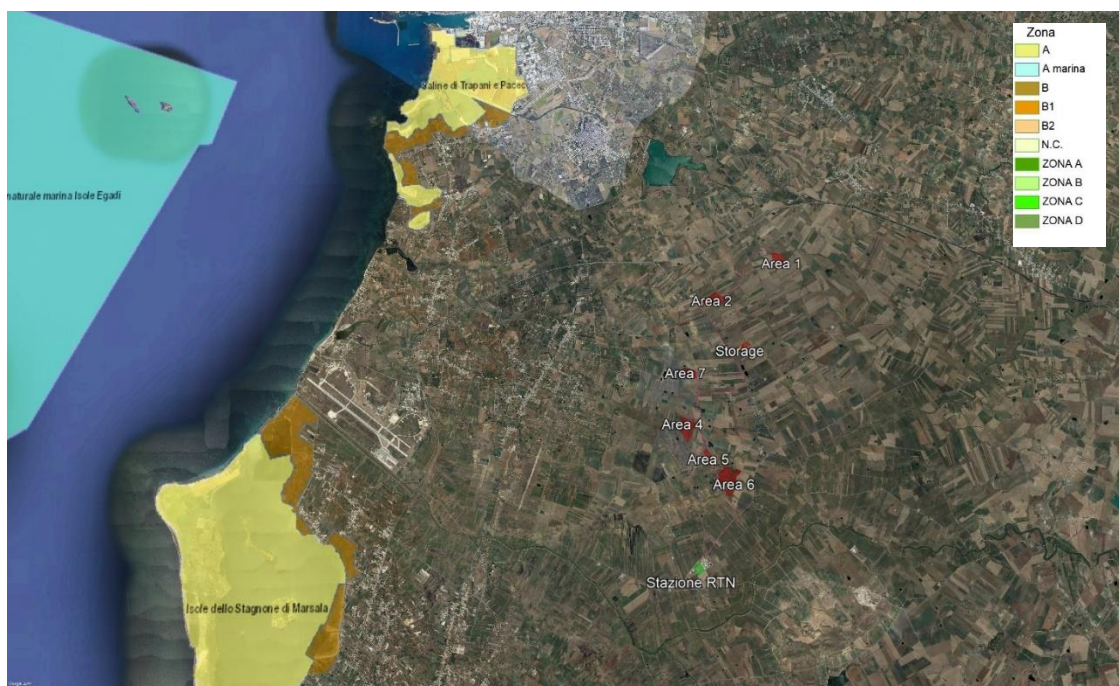 Zona
A
A marina
B
B1
B2
N.C.
ZONA A
ZONA B
ZONA C
ZONA D
Saline di Trapani e Pacec
naturale marina Isole Egadi
Area 1
Area 2
Storage
Area 7
Area 4
Area 5
Area 6
Stazione RTN
Isole dello Stagnone di Marsala